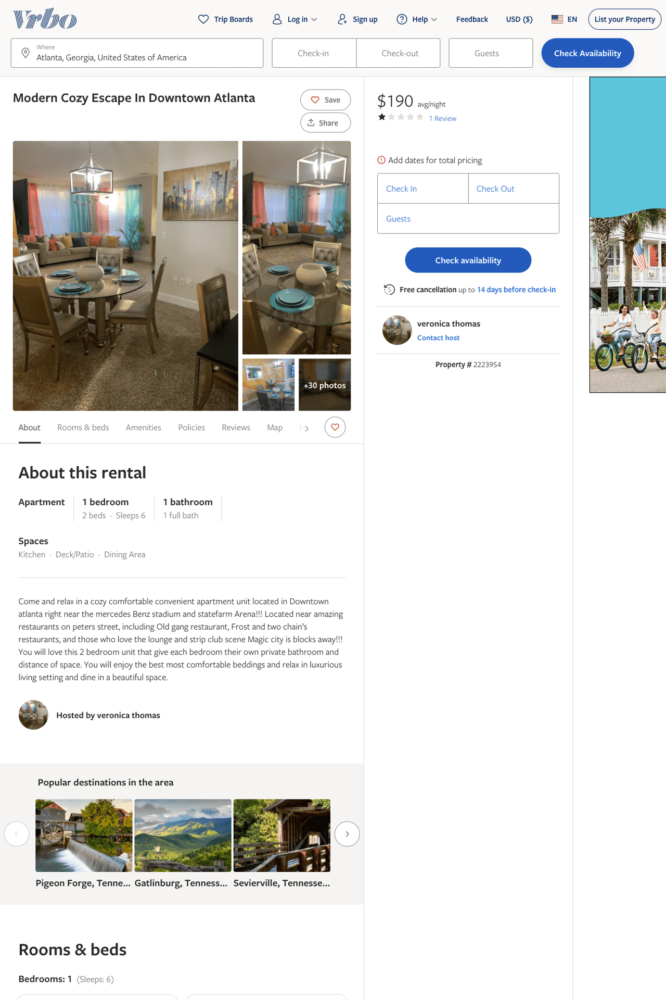 Vrbo
Trip Boards
Log in
Sign up
Help
Feedback
USD ($)
EN
List your Property
Where
Atlanta, Georgia, United States of America
Check-in
Check-out
Guests
Check Availability
Modern Cozy Escape In Downtown Atlanta
Save
Share
+30 photos
$190 avg/night
1 Review
Add dates for total pricing
Check In
Check Out
Guests
Check availability
Free cancellation up to 14 days before check-in
veronica thomas
Contact host
Property # 2223954
About
Rooms & beds
Amenities
Policies
Reviews
Map
About this rental
Apartment
1 bedroom
2 beds · Sleeps 6
1 bathroom
1 full bath
Spaces
Kitchen · Deck/Patio · Dining Area
Come and relax in a cozy comfortable convenient apartment unit located in Downtown
atlanta right near the mercedes Benz stadium and statefarm Arena!!! Located near amazing
restaurants on peters street, including Old gang restaurant, Frost and two chain's
restaurants, and those who love the lounge and strip club scene Magic city is blocks away!!!
You will love this 2 bedroom unit that give each bedroom their own private bathroom and
distance of space. You will enjoy the best most comfortable beddings and relax in luxurious
living setting and dine in a beautiful space.
Hosted by veronica thomas
Popular destinations in the area
Pigeon Forge, Tenne...
Gatlinburg, Tenness...
Sevierville, Tennesse...
Rooms & beds
Bedrooms: 1 (Sleeps: 6)